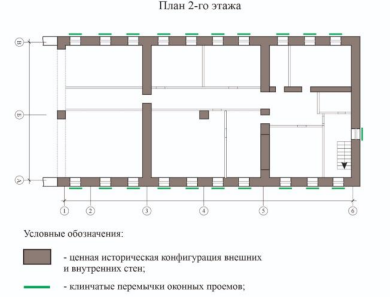 План 2-го этажа
1 2 3 4 5 6
Условные обозначения:
- ценная историческая конфигурация внешних
и внутренних стен;
- клинчатые перемычки оконных проемов;